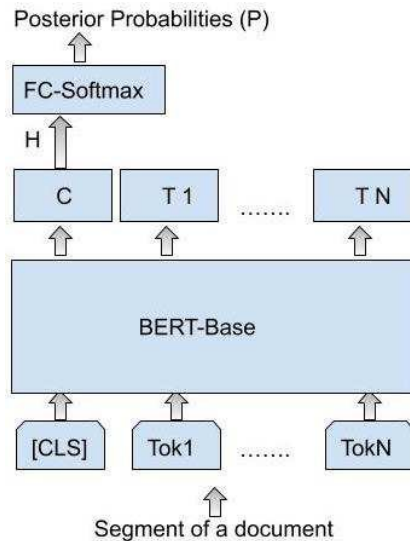 Posterior Probabilities (P)
FC-Softmax
H
C T 1 ....... T N
BERT-Base
[CLS] Tok1 ....... TokN
Segment of a document